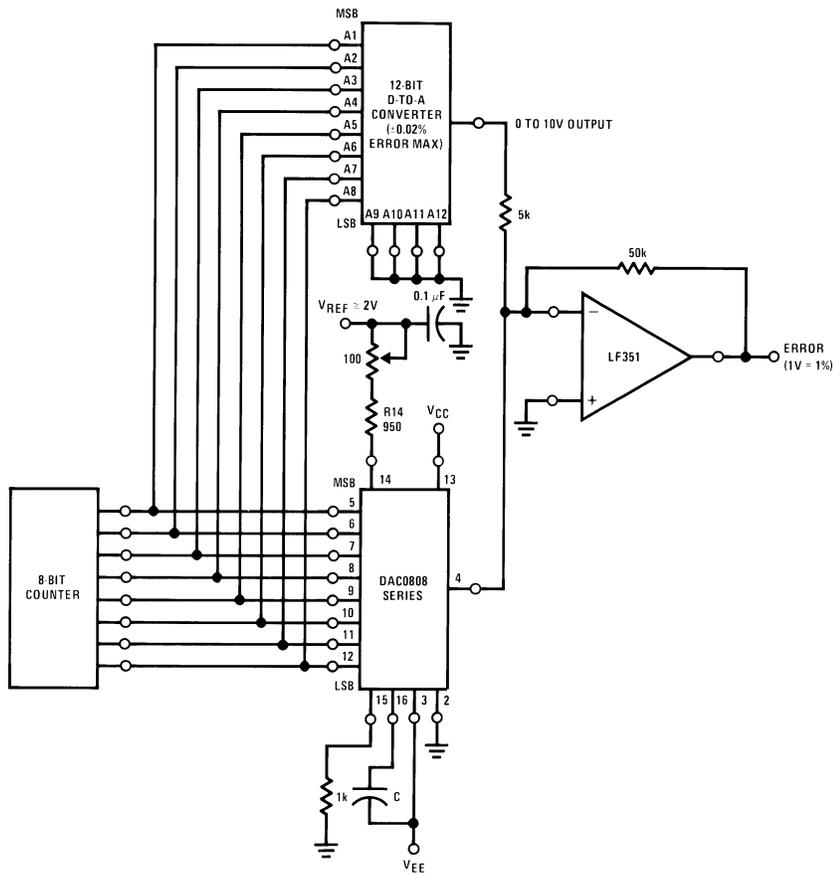 MSB
A1
A2
A3
A4
A5
A6
A7
A8
LSB
12-BIT
D-TO-A
CONVERTER
(±0.02%
ERROR MAX)
A9 A10 A11 A12
0 TO 10V OUTPUT
5k
50k
0.1 μF
VREF ≅ 2V
100
R14
950
VCC
LF351
−
+
ERROR
(1V = 1%)
14
13
MSB
5
6
7
8
9
10
11
12
LSB
8-BIT
COUNTER
DAC0808
SERIES
4
15
16
3
2
1k
C
VEE